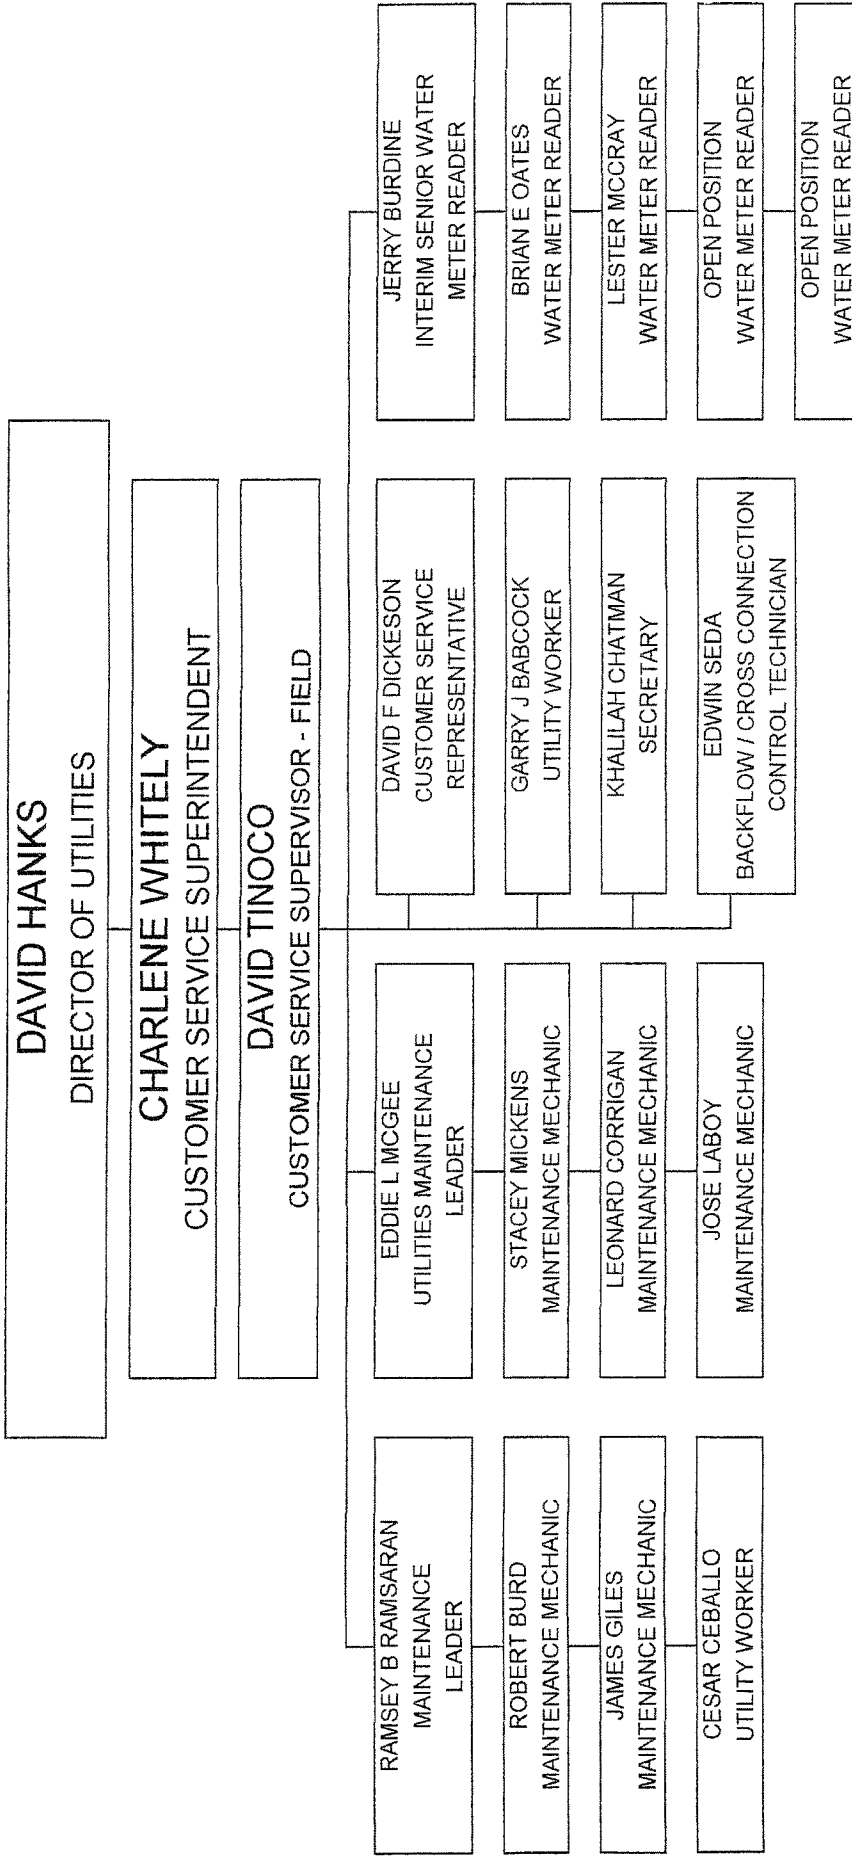 DAVID HANKS
DIRECTOR OF UTILITIES
CHARLENE WHITELY
CUSTOMER SERVICE SUPERINTENDENT
DAVID TINOCO
CUSTOMER SERVICE SUPERVISOR - FIELD
RAMSEY B RAMSARAN
MAINTENANCE
LEADER
ROBERT BURD
MAINTENANCE MECHANIC
JAMES GILES
MAINTENANCE MECHANIC
CESAR CEBALLO
UTILITY WORKER
EDDIE L MCGEE
UTILITIES MAINTENANCE
LEADER
STACEY MICKENS
MAINTENANCE MECHANIC
LEONARD CORRIGAN
MAINTENANCE MECHANIC
JOSE LABOY
MAINTENANCE MECHANIC
DAVID F DICKESON
CUSTOMER SERVICE
REPRESENTATIVE
GARRY J BABCOCK
UTILITY WORKER
KHALILAH CHATMAN
SECRETARY
EDWIN SEDA
BACKFLOW / CROSS CONNECTION
CONTROL TECHNICIAN
JERRY BURDINE
INTERIM SENIOR WATER
METER READER
BRIAN E OATES
WATER METER READER
LESTER MCCRAY
WATER METER READER
OPEN POSITION
WATER METER READER
OPEN POSITION
WATER METER READER